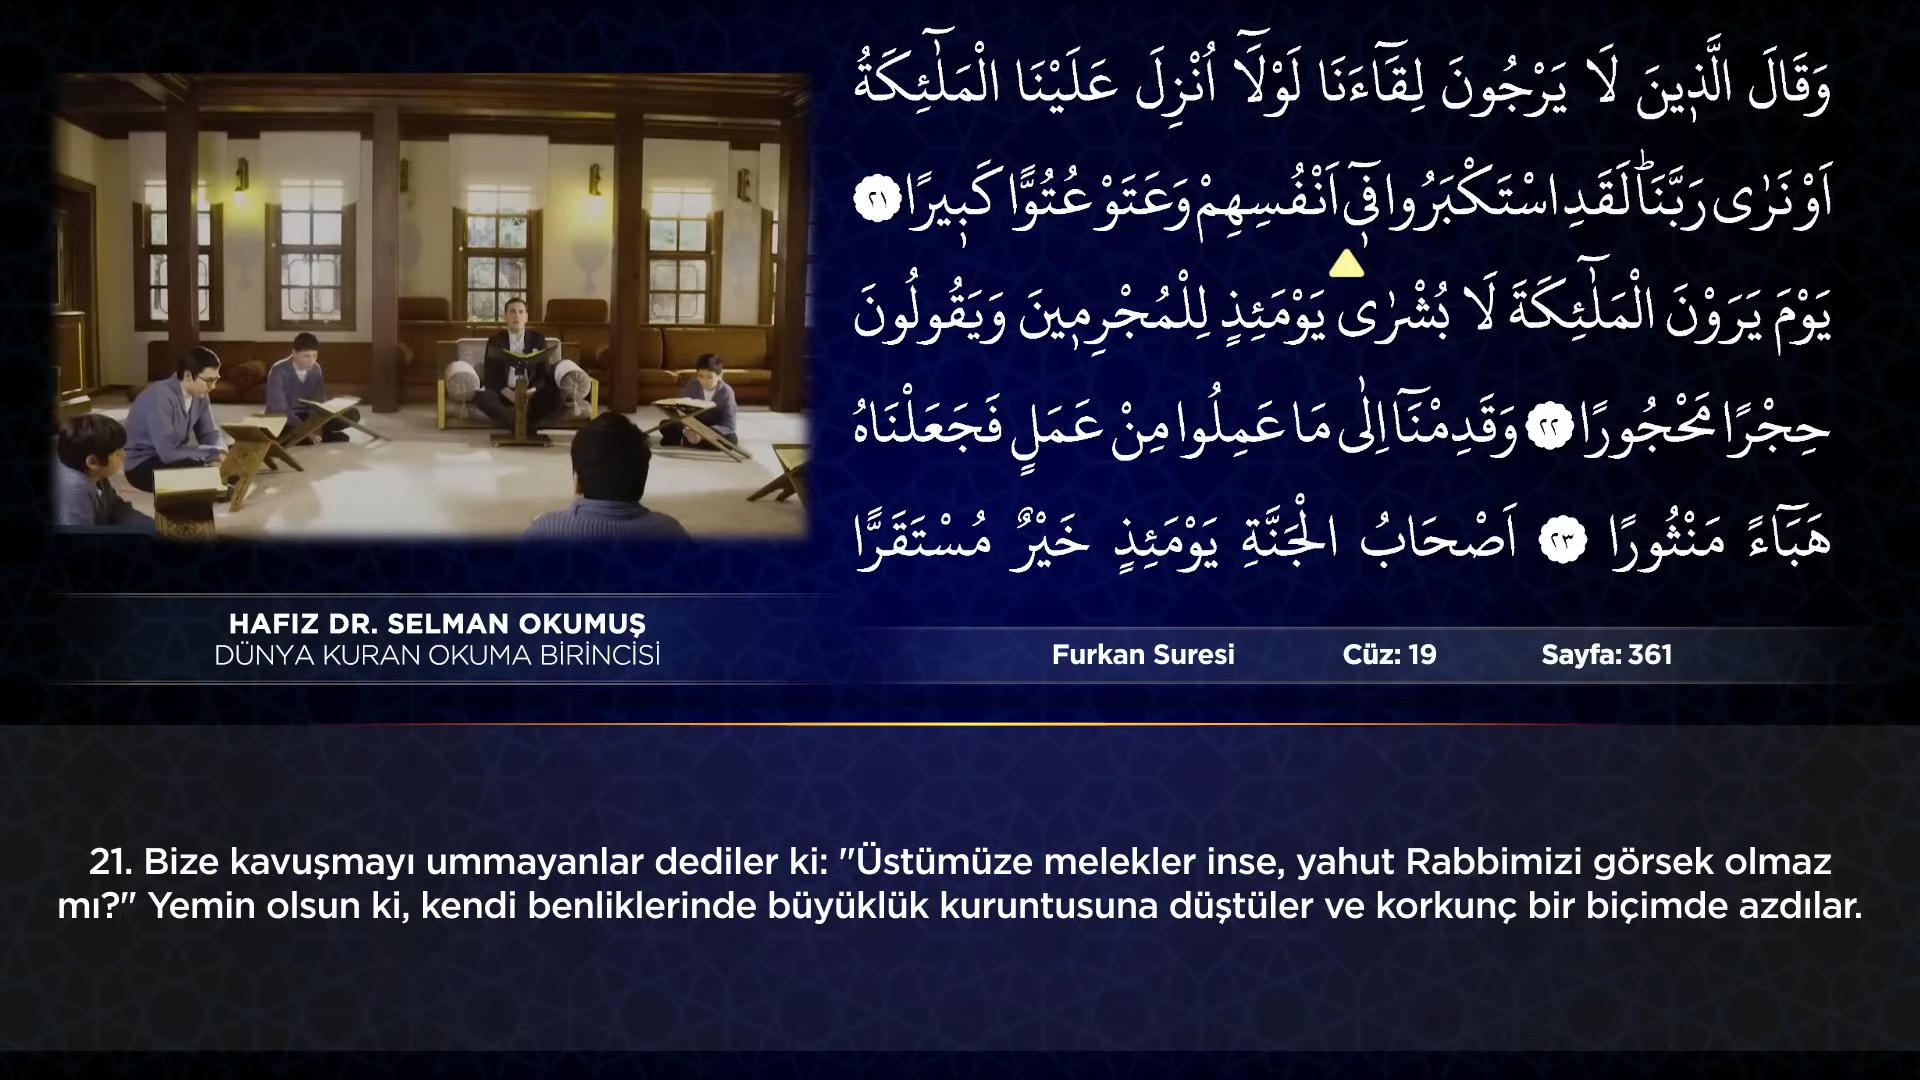 وَقَالَ الَّذ۪ينَ لَا يَرْجُونَ لِقَٓاءَنَا لَوْلَٓا اُنْزِلَ عَلَيْنَا الْمَلٰٓئِكَةُ
اَوْ نَرٰى رَبَّنَاۜ لَقَدِ اسْتَكْبَرُوا ف۪ٓي اَنْفُسِهِمْ وَعَتَوْ عُتُوًّا كَب۪يرًا ﴿٢١﴾
يَوْمَ يَرَوْنَ الْمَلٰٓئِكَةَ لَا بُشْرٰى يَوْمَئِذٍ لِلْمُجْرِم۪ينَ وَيَقُولُونَ
حِجْرًا مَحْجُورًا ﴿٢٢﴾ وَقَدِمْنَٓا اِلٰى مَا عَمِلُوا مِنْ عَمَلٍ فَجَعَلْنَاهُ
هَبَٓاءً مَنْثُورًا ﴿٢٣﴾ اَصْحَابُ الْجَنَّةِ يَوْمَئِذٍ خَيْرٌ مُسْتَقَرًّا
HAFIZ DR. SELMAN OKUMUŞ
DÜNYA KURAN OKUMA BİRİNCİSİ
Furkan Suresi Cüz: 19 Sayfa: 361
21. Bize kavuşmayı ummayanlar dediler ki: "Üstümüze melekler inse, yahut Rabbimizi görsek olmaz
mı?" Yemin olsun ki, kendi benliklerinde büyüklük kuruntusuna düştüler ve korkunç bir biçimde azdılar.